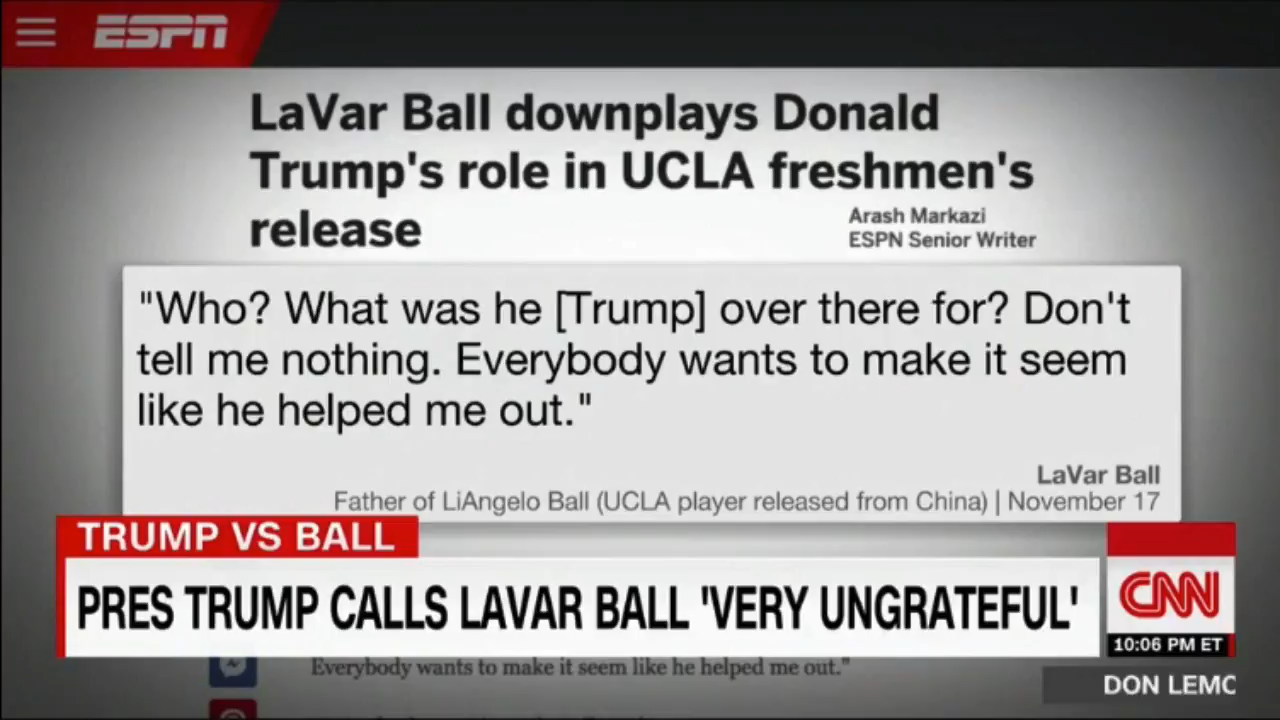 ESPN
LaVar Ball downplays Donald
Trump's role in UCLA freshmen's
release
Arash Markazi
ESPN Senior Writer
"Who? What was he [Trump] over there for? Don't
tell me nothing. Everybody wants to make it seem
like he helped me out."
LaVar Ball
Father of LiAngelo Ball (UCLA player released from China) | November 17
TRUMP VS BALL
PRES TRUMP CALLS LAVAR BALL 'VERY UNGRATEFUL'
CNN
10:06 PM ET
Everybody wants to make it seem like he helped me out."
DON LEMO